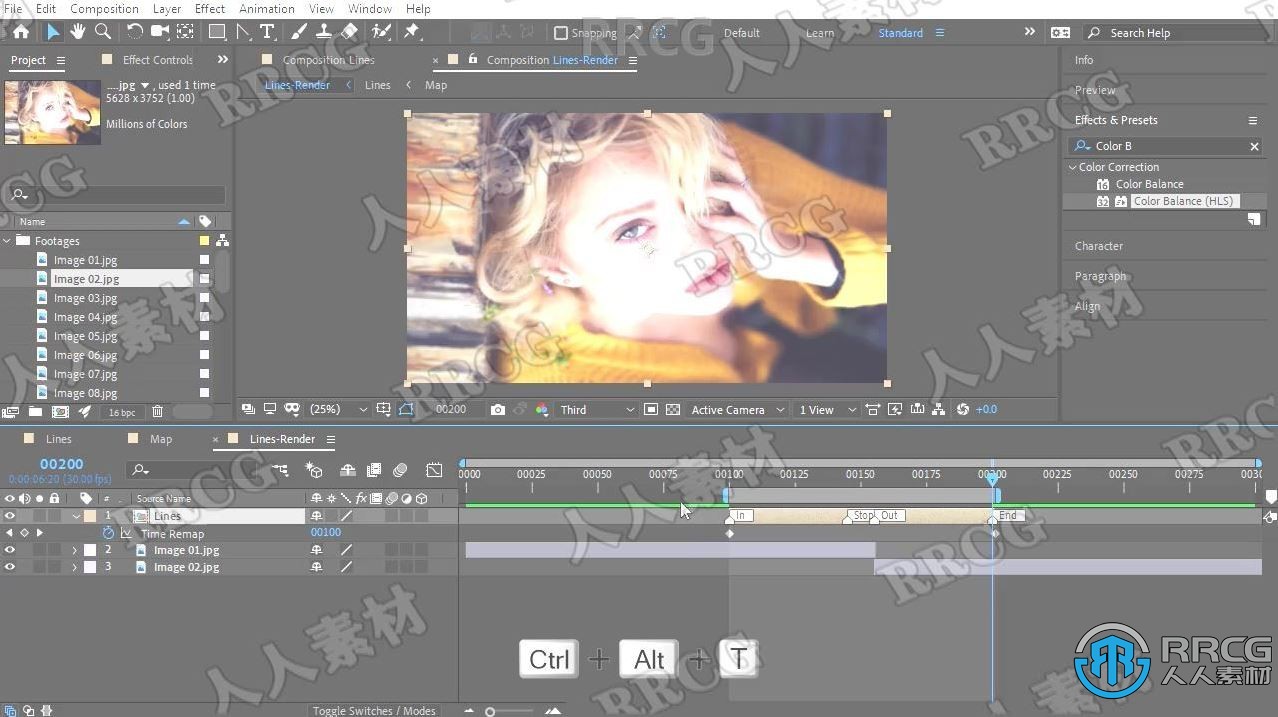 File Edit Composition Layer Effect Animation View Window Help
Snapping
Default Learn Standard
Search Help
Project
Effect Controls
Composition Lines
Composition Lines-Render
Info
....jpg , used 1 time
5628 x 3752 (1.00)
Millions of Colors
Lines-Render Lines Map
Preview
Effects & Presets
Color B
Color Correction
16 Color Balance
32 Color Balance (HLS)
Character
Paragraph
Align
Name
Footages
Image 01.jpg
Image 02.jpg
Image 03.jpg
Image 04.jpg
Image 05.jpg
Image 06.jpg
Image 07.jpg
Image 08.jpg
16 bpc
(25%) 00200 Third Active Camera 1 View +0.0
Lines Map Lines-Render
00200
0:00:06:20 (30.00 fps)
0000 00025 00050 00075 00100 00125 00150 00175 00200 00225 00250 00275 0030
# Source Name
1 Lines
In Stop Out End
Time Remap 00100
2 Image 01.jpg
3 Image 02.jpg
Ctrl + Alt + T
Toggle Switches / Modes
RRCG
人人素材